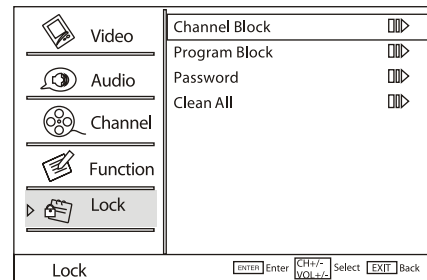 Video
Audio
Channel
Function
Lock
Channel Block
Program Block
Password
Clean All
Lock
ENTER Enter CH+/- VOL+/- Select EXIT Back